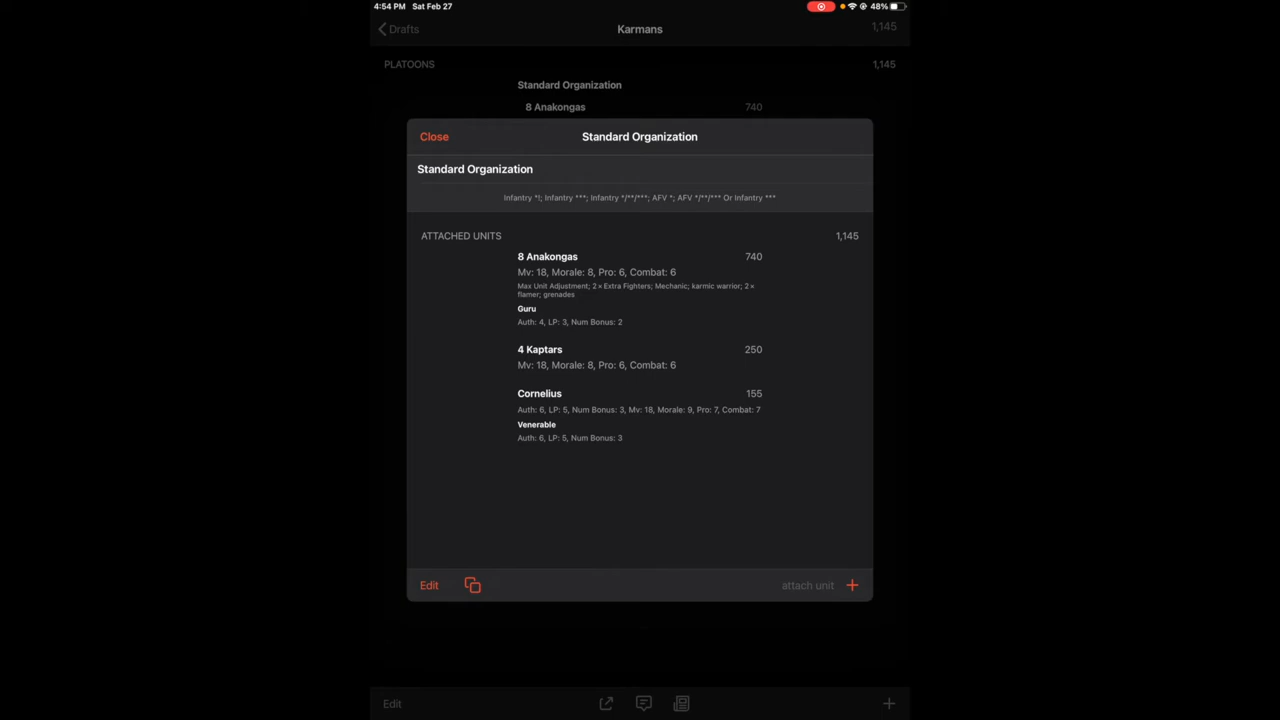 4:54 PM Sat Feb 27
48%
Drafts
Karmans
1,145
PLATOONS
1,145
Standard Organization
8 Anakongas
740
Close
Standard Organization
Standard Organization
Infantry *!; Infantry ***; Infantry */**/***; AFV *; AFV */**/*** Or Infantry ***
ATTACHED UNITS
1,145
8 Anakongas
740
Mv: 18, Morale: 8, Pro: 6, Combat: 6
Max Unit Adjustment; 2 × Extra Fighters; Mechanic; karmic warrior; 2 ×
flamer; grenades
Guru
Auth: 4, LP: 3, Num Bonus: 2
4 Kaptars
250
Mv: 18, Morale: 8, Pro: 6, Combat: 6
Cornelius
155
Auth: 6, LP: 5, Num Bonus: 3, Mv: 18, Morale: 9, Pro: 7, Combat: 7
Venerable
Auth: 6, LP: 5, Num Bonus: 3
Edit
attach unit
Edit